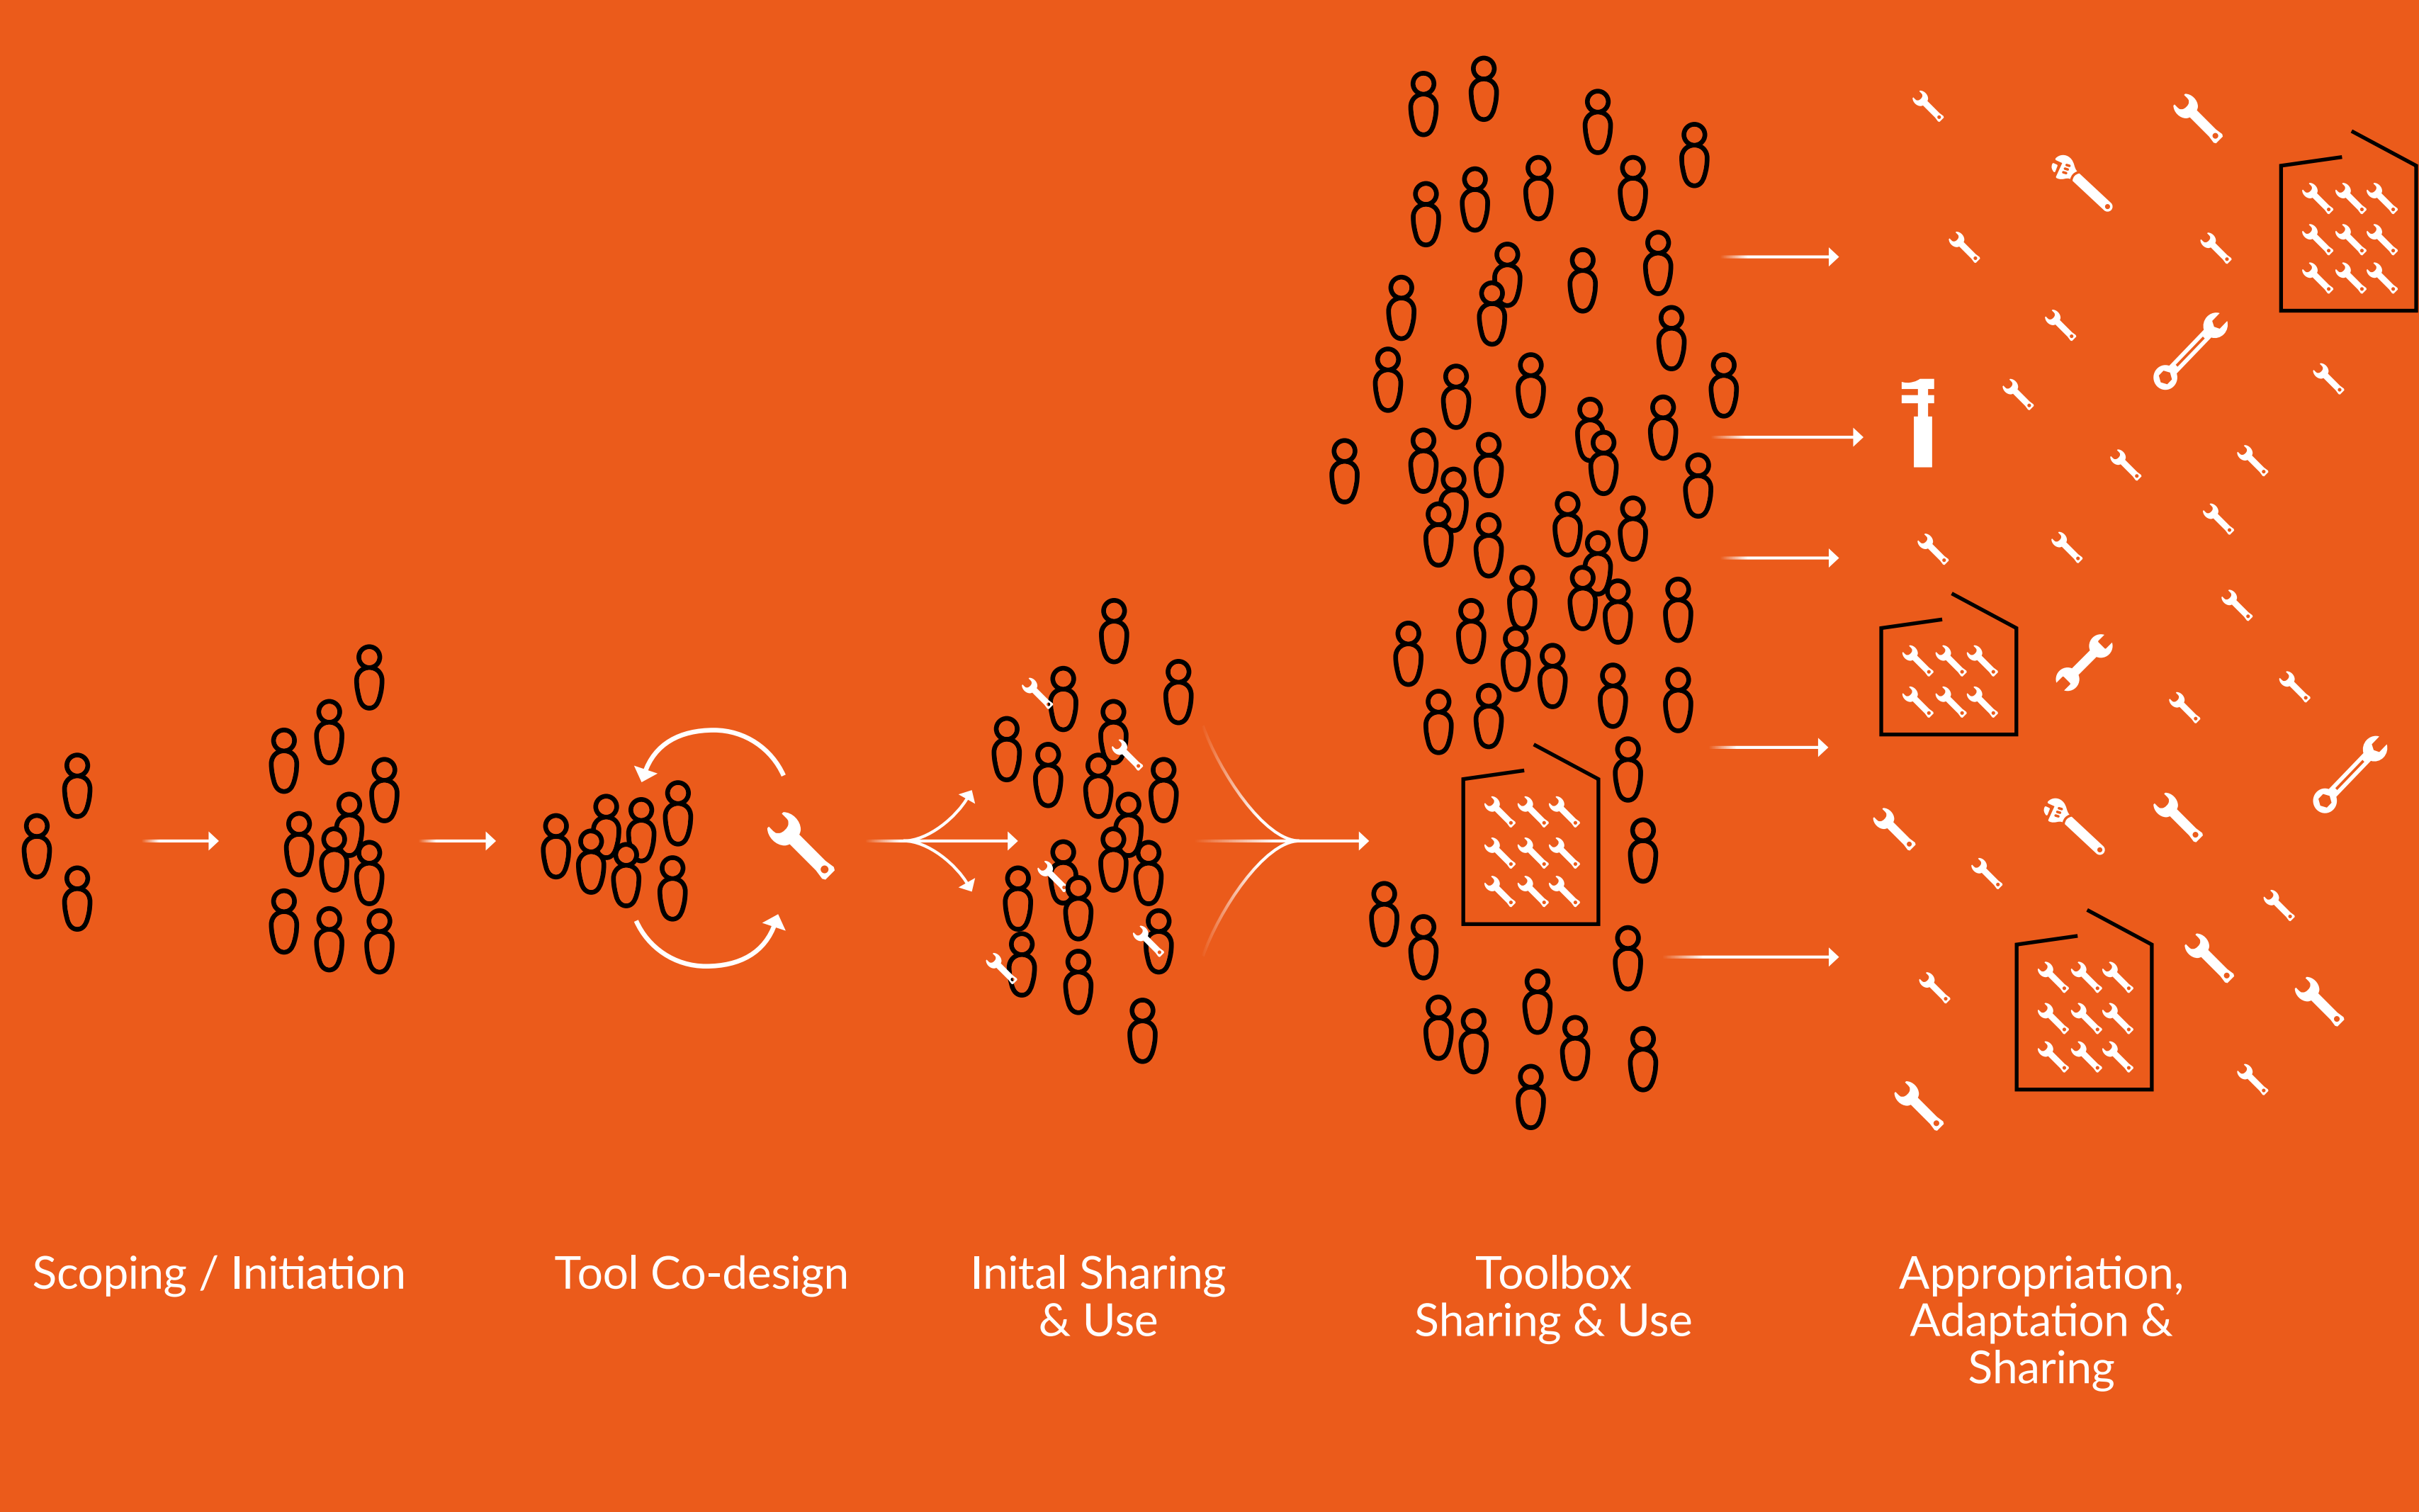 Scoping / Initiation
Tool Co-design
Inital Sharing
& Use
Toolbox
Sharing & Use
Appropriation,
Adaptation &
Sharing